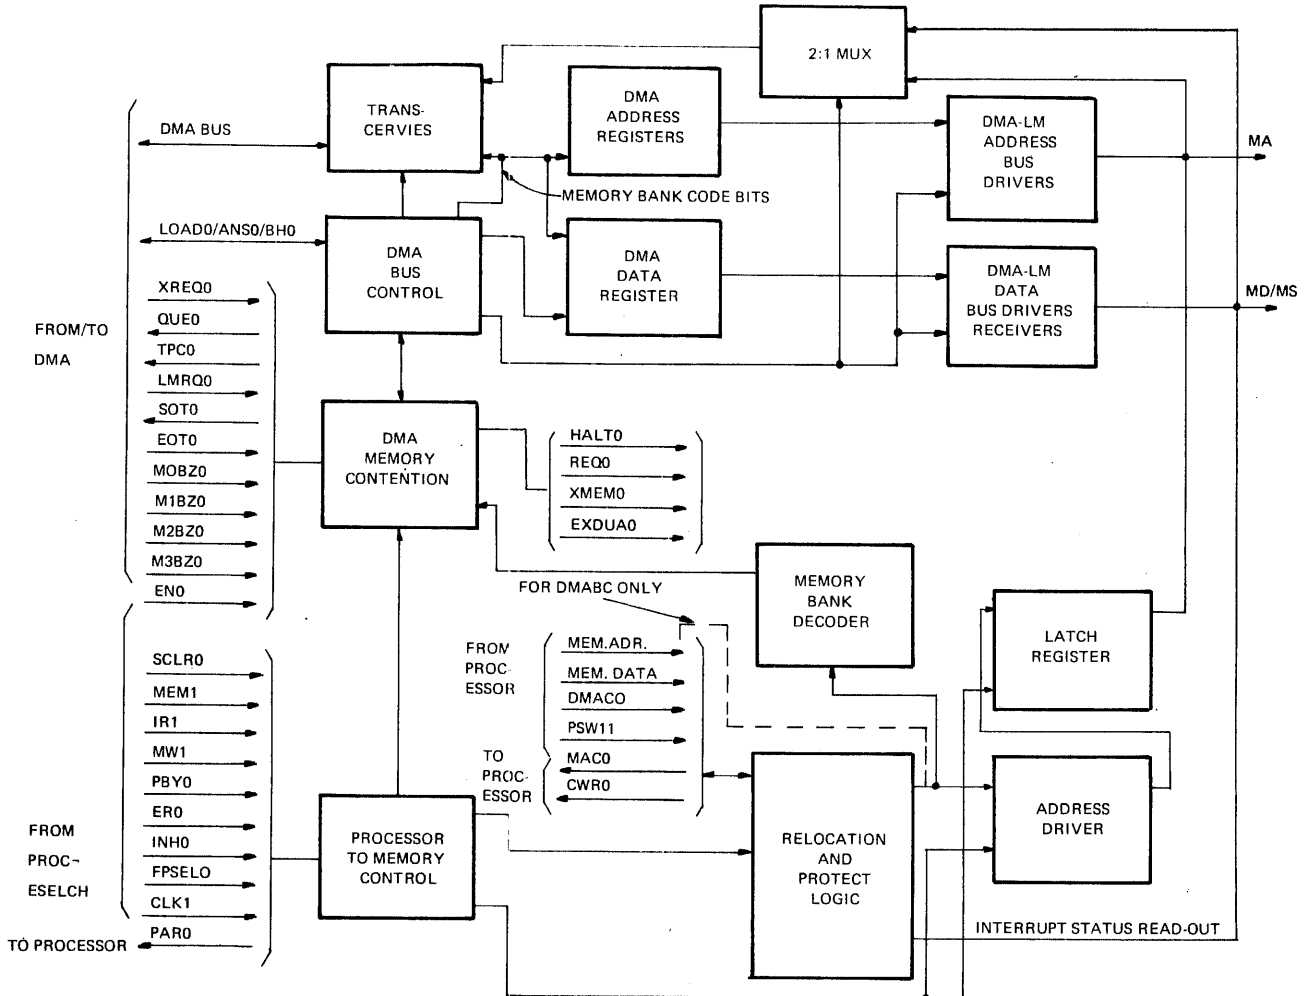 2:1 MUX
TRANS-
CERVIES
DMA
ADDRESS
REGISTERS
DMA-LM
ADDRESS
BUS
DRIVERS
MA
DMA BUS
MEMORY BANK CODE BITS
LOAD0/ANS0/BH0
DMA
BUS
CONTROL
DMA
DATA
REGISTER
DMA-LM
DATA
BUS DRIVERS
RECEIVERS
MD/MS
FROM/TO
DMA
XREQ0
QUE0
TPC0
LMRQ0
SOT0
EOT0
MOBZ0
M1BZ0
M2BZ0
M3BZ0
EN0
DMA
MEMORY
CONTENTION
HALT0
REQ0
XMEM0
EXDUA0
FOR DMABC ONLY
MEMORY
BANK
DECODER
LATCH
REGISTER
FROM
PROC-
ESSOR
MEM.ADR.
MEM. DATA
DMACO
PSW11
TO
PROC-
ESSOR
MAC0
CWR0
SCLR0
MEM1
IR1
MW1
PBY0
ER0
INH0
FPSELO
CLK1
PAR0
FROM
PROC-
ESELCH
TO PROCESSOR
PROCESSOR
TO MEMORY
CONTROL
RELOCATION
AND
PROTECT
LOGIC
ADDRESS
DRIVER
INTERRUPT STATUS READ-OUT